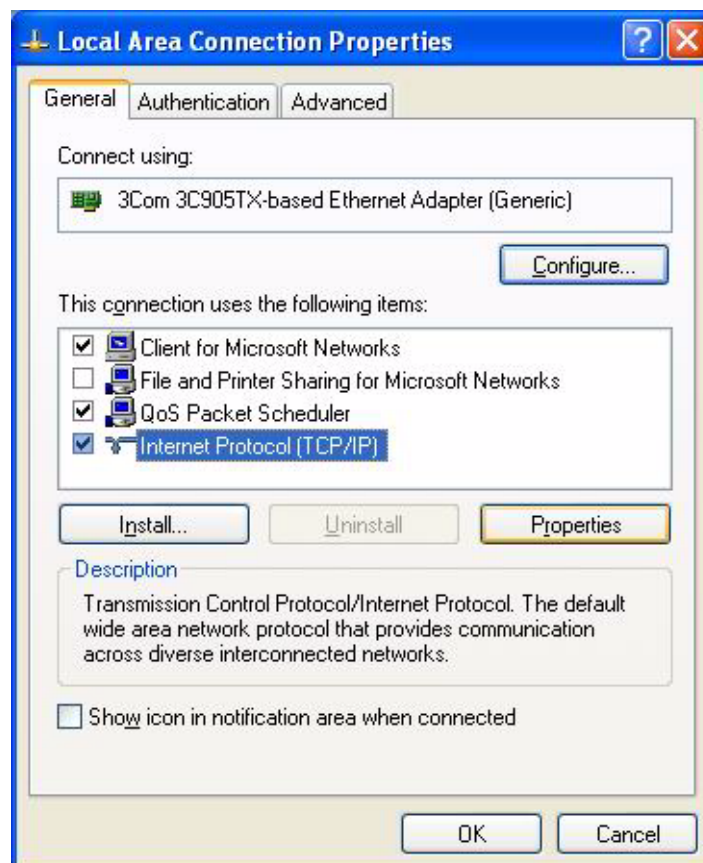 Local Area Connection Properties
?
General
Authentication
Advanced
Connect using:
3Com 3C905TX-based Ethernet Adapter (Generic)
Configure...
This connection uses the following items:
Client for Microsoft Networks
File and Printer Sharing for Microsoft Networks
QoS Packet Scheduler
Internet Protocol (TCP/IP)
Install...
Uninstall
Properties
Description
Transmission Control Protocol/Internet Protocol. The default
wide area network protocol that provides communication
across diverse interconnected networks.
Show icon in notification area when connected
OK
Cancel